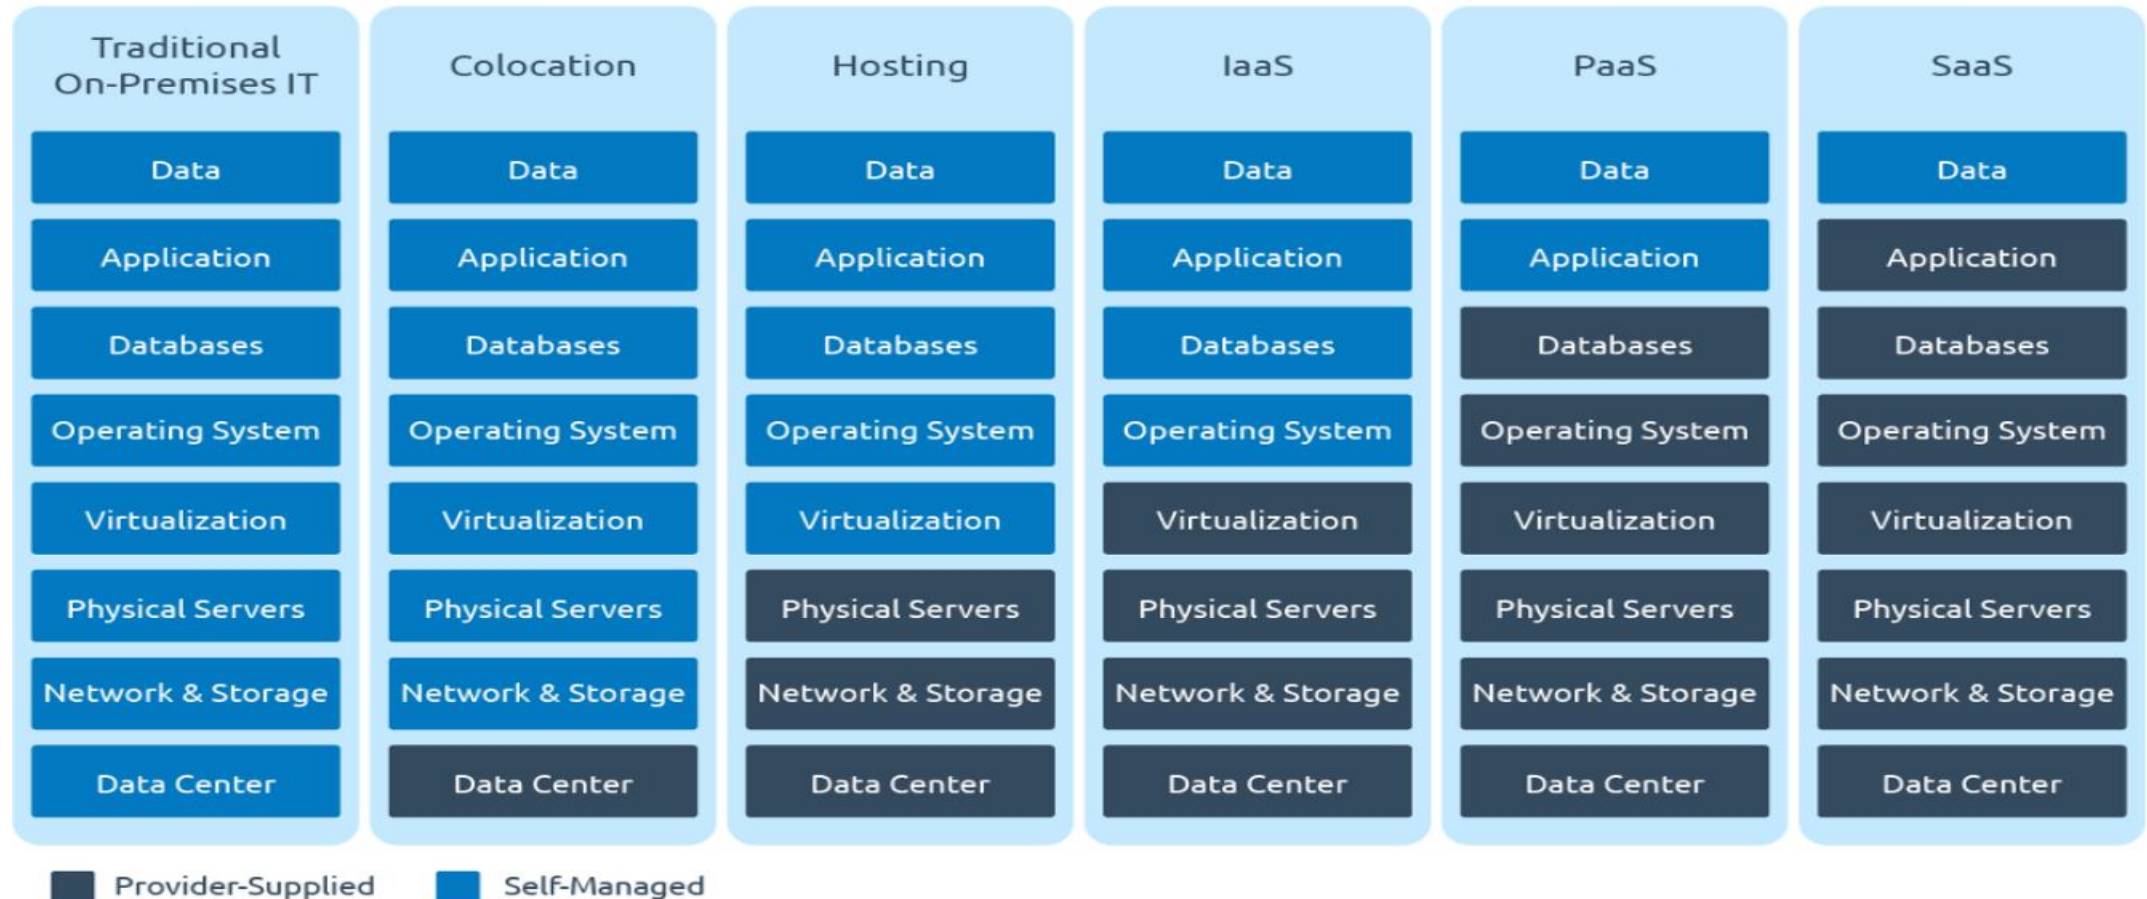 Traditional
On-Premises IT
Data
Application
Databases
Operating System
Virtualization
Physical Servers
Network & Storage
Data Center
Colocation
Data
Application
Databases
Operating System
Virtualization
Physical Servers
Network & Storage
Data Center
Hosting
Data
Application
Databases
Operating System
Virtualization
Physical Servers
Network & Storage
Data Center
IaaS
Data
Application
Databases
Operating System
Virtualization
Physical Servers
Network & Storage
Data Center
PaaS
Data
Application
Databases
Operating System
Virtualization
Physical Servers
Network & Storage
Data Center
SaaS
Data
Application
Databases
Operating System
Virtualization
Physical Servers
Network & Storage
Data Center
Provider-Supplied
Self-Managed